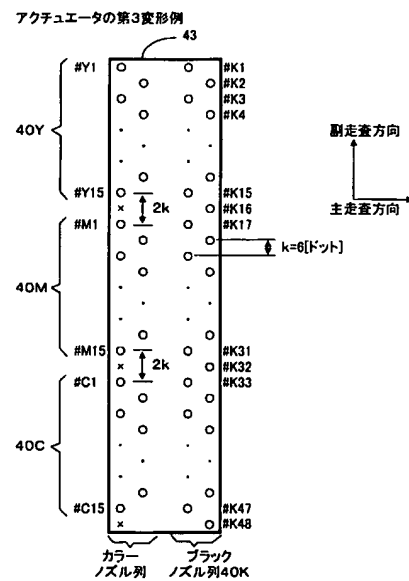 アクチュエータの第3変形例
43
#Y1
#K1
#K2
#K3
#K4
40Y
副走査方向
主走査方向
#Y15
#K15
×
2k
#K16
#M1
#K17
k=6[ドット]
40M
#M15
#K31
×
2k
#K32
#C1
#K33
40C
#C15
#K47
×
#K48
カラー
ノズル列
ブラック
ノズル列40K